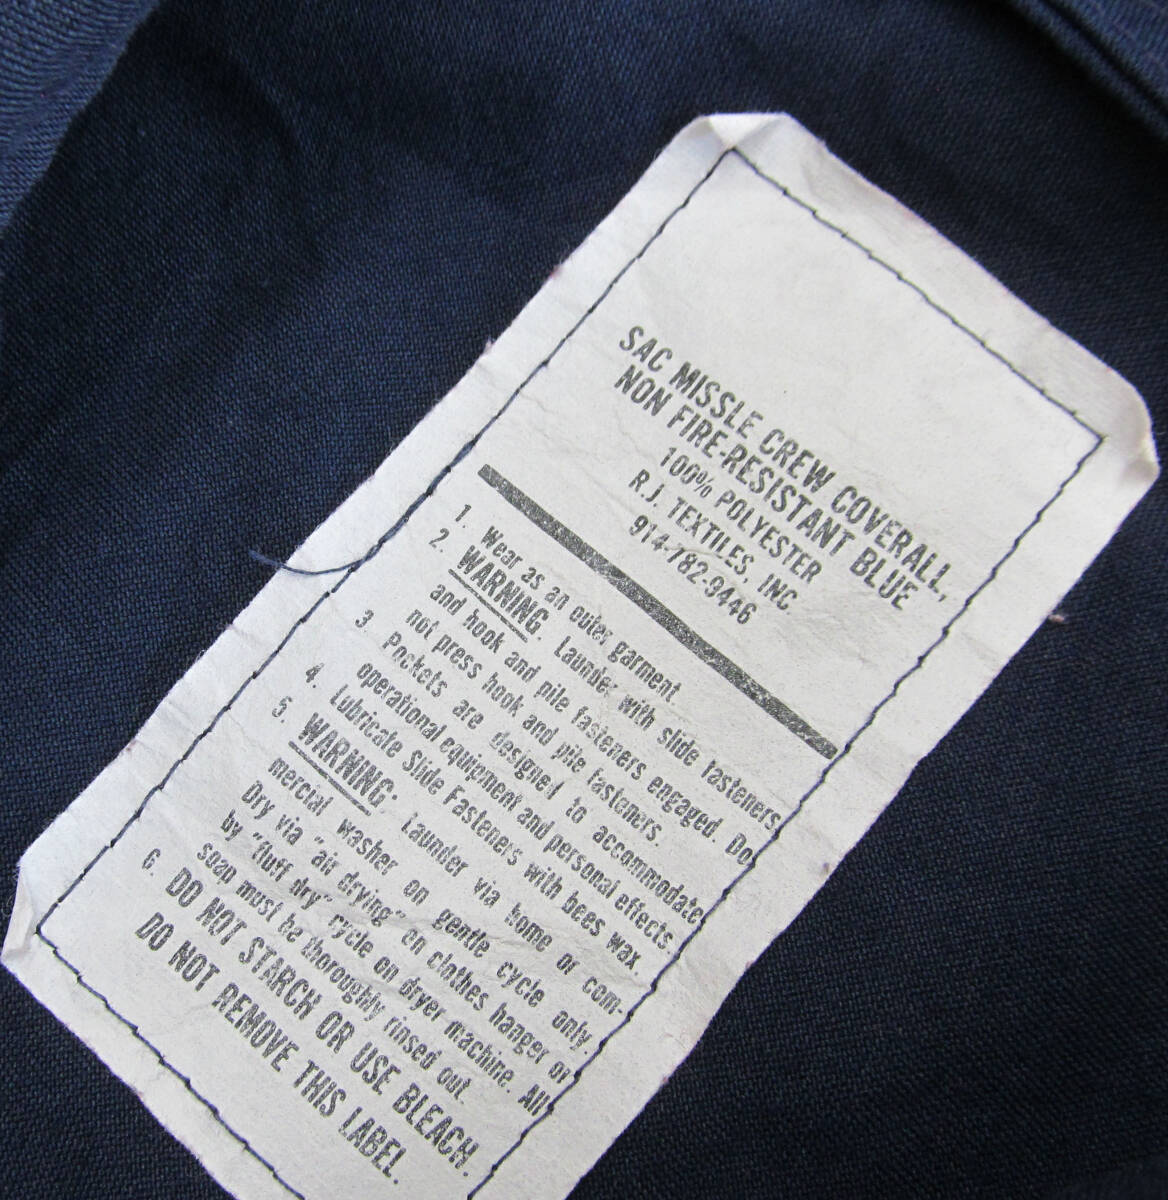 SAC MISSLE CREW COVERALL,
NON FIRE-RESISTANT BLUE
100% POLYESTER
R.J. TEXTILES, INC
914-782-9446
1. Wear as an outer garment
2. WARNING. Launder with slide fasteners
and hook and pile fasteners engaged. Do
not press hook and pile fasteners.
3. Pockets are designed to accommodate
operational equipment and personal effects.
4. Lubricate Slide Fasteners with bees wax.
5. WARNING: Launder via home or com-
mercial washer on gentle cycle only.
Dry via "air drying" on clothes hanger or
by "fluff dry" cycle on dryer machine. All
soap must be thoroughly rinsed out.
6. DO NOT STARCH OR USE BLEACH.
DO NOT REMOVE THIS LABEL.